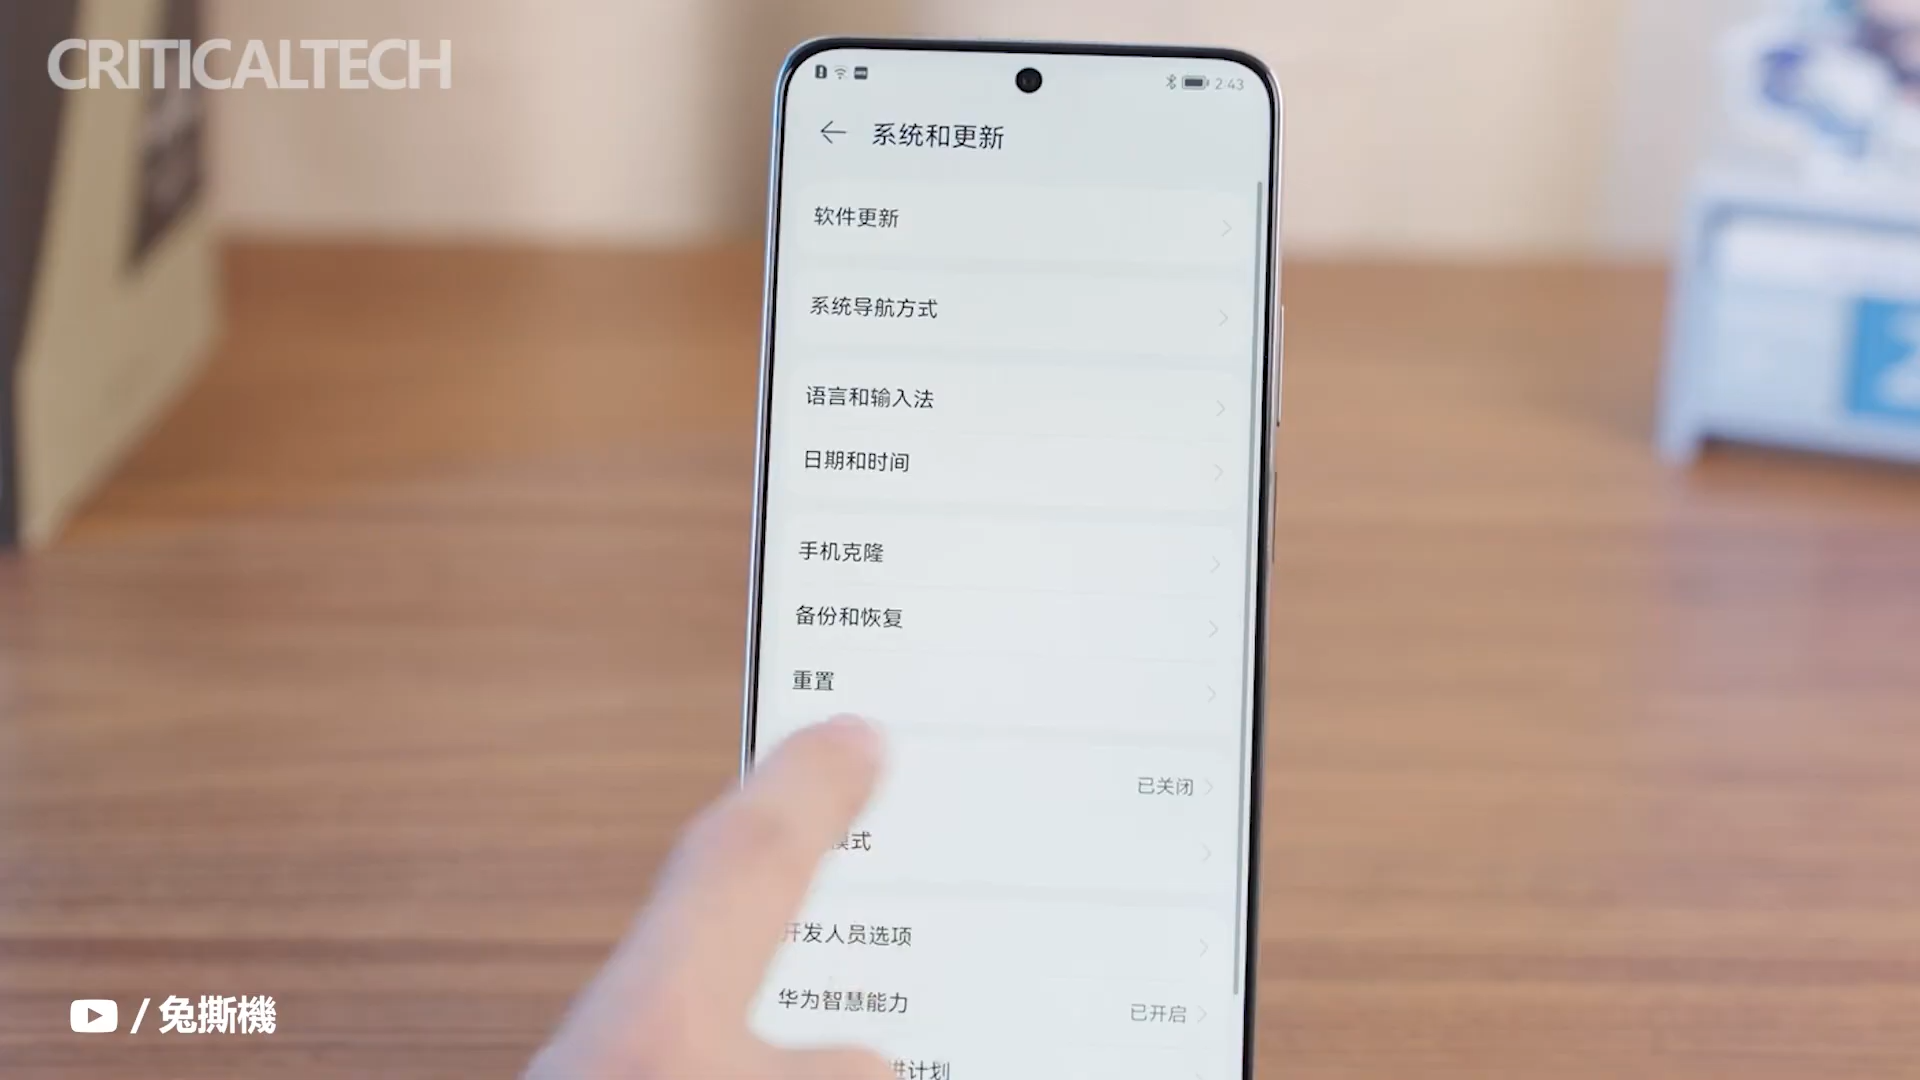 CRITICALTECH
2:43
系统和更新
软件更新
系统导航方式
语言和输入法
日期和时间
手机克隆
备份和恢复
重置
已关闭
模式
开发人员选项
华为智慧能力
已开启
进计划
/ 兔撕機